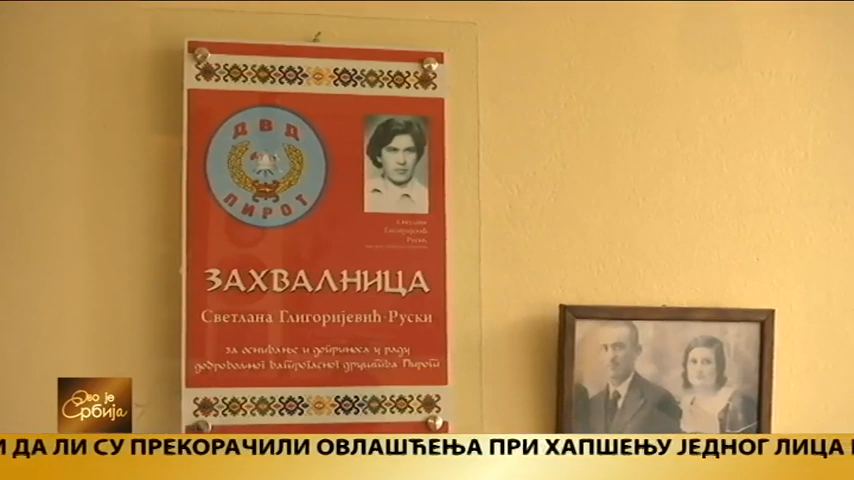 ДВД
ПИРОТ
Светлана
Глигоријевић
Руски
ЗАХВАЛНИЦА
Светлана Глигоријевић-Руски
за оснивање и допринос у раду
добровољног ватрогасног друштва Пирот
Ово је
Србија
И ДА ЛИ СУ ПРЕКОРАЧИЛИ ОВЛАШЋЕЊА ПРИ ХАПШЕЊУ ЈЕДНОГ ЛИЦА